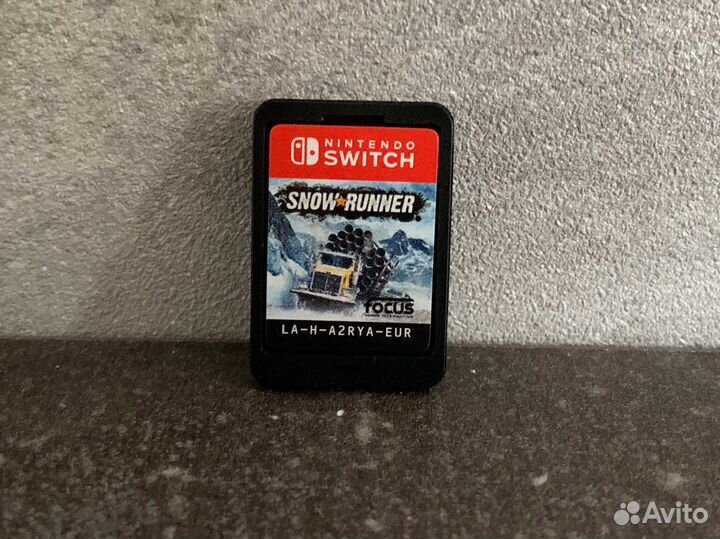 NINTENDO
SWITCH
SNOW RUNNER
focus
LA-H-A2RYA-EUR
Avito